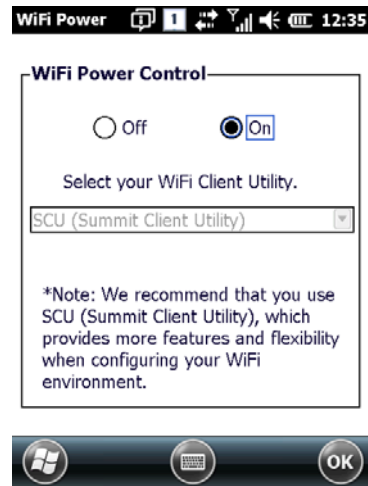 WiFi Power 1 12:35
WiFi Power Control
Off On
Select your WiFi Client Utility.
SCU (Summit Client Utility)
*Note: We recommend that you use
SCU (Summit Client Utility), which
provides more features and flexibility
when configuring your WiFi
environment.
OK